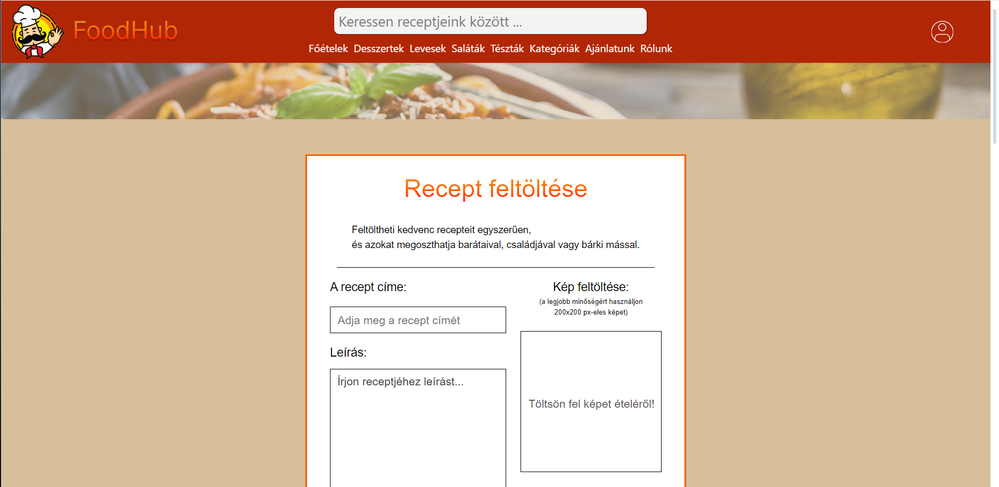 FoodHub
Keressen receptjeink között ...
Főételek Desszertek Levesek Saláták Tészták Kategóriák Ajánlatunk Rólunk
Recept feltöltése
Feltöltheti kedvenc recepteit egyszerűen,
és azokat megoszthatja barátaival, családjával vagy bárki mással.
A recept címe:
Adja meg a recept címét
Leírás:
Írjon receptjéhez leírást...
Kép feltöltése:
(a legjobb minőségért használjon
200x200 px-eles képet)
Töltsön fel képet ételéről!